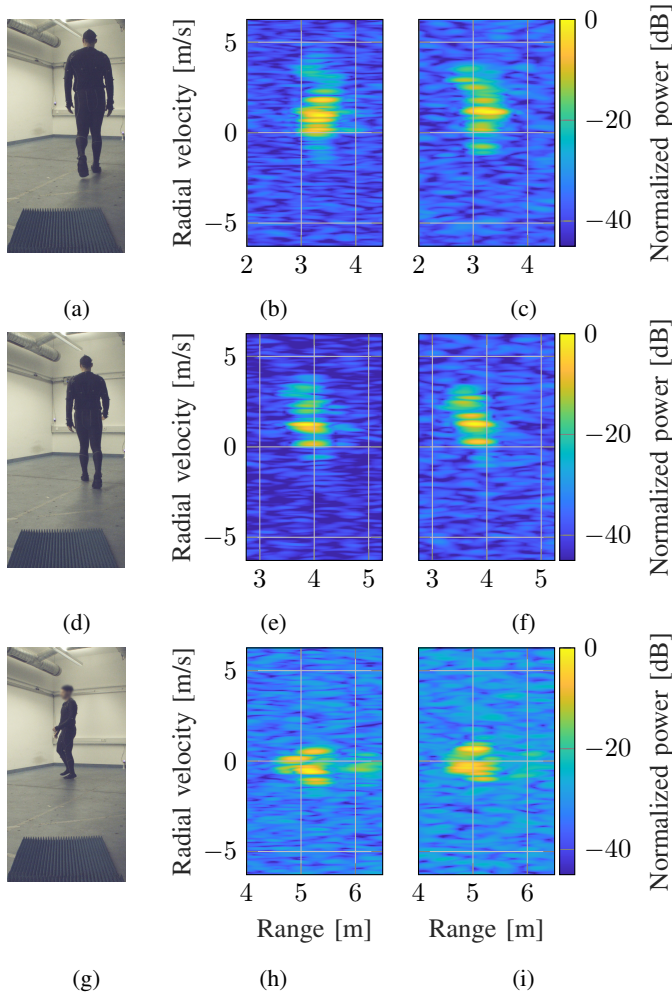 5
0
−5
Radial velocity [m/s]
2
3
4
2
3
4
0
−20
−40
Normalized power [dB]
(a)
(b)
(c)
5
0
−5
Radial velocity [m/s]
3
4
5
3
4
5
0
−20
−40
Normalized power [dB]
(d)
(e)
(f)
5
0
−5
Radial velocity [m/s]
4
5
6
4
5
6
Range [m]
Range [m]
0
−20
−40
Normalized power [dB]
(g)
(h)
(i)